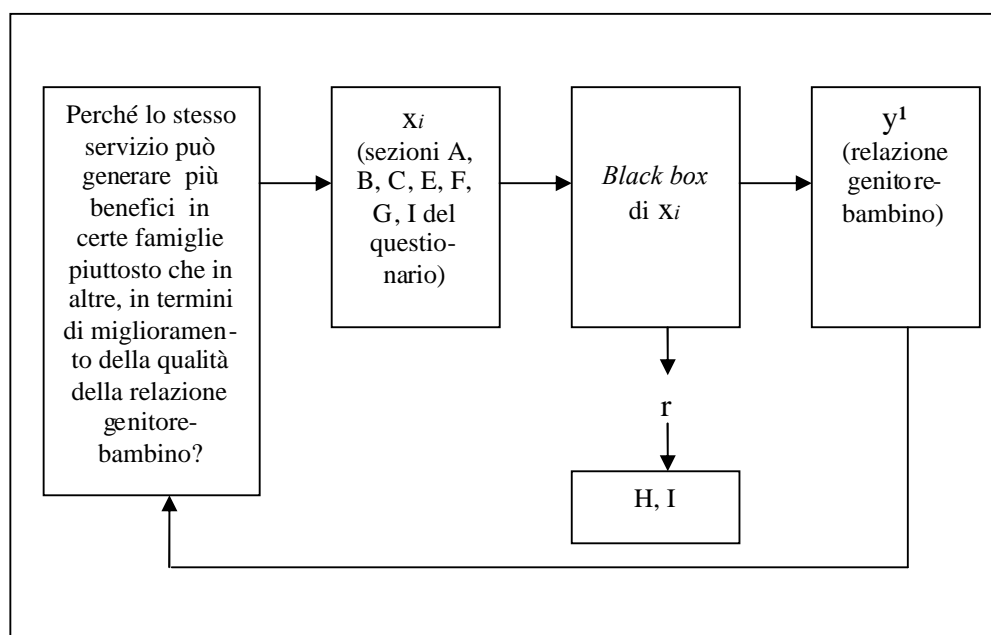 Perché lo stesso
servizio può
generare più
benefici in
certe famiglie
piuttosto che in
altre, in termini
di miglioramen-
to della qualità
della relazione
genitore-
bambino?
xi
(sezioni A,
B, C, E, F,
G, I del
questio-
nario)
Black box
di xi
y¹
(relazione
genitore-
bambino)
r
H, I